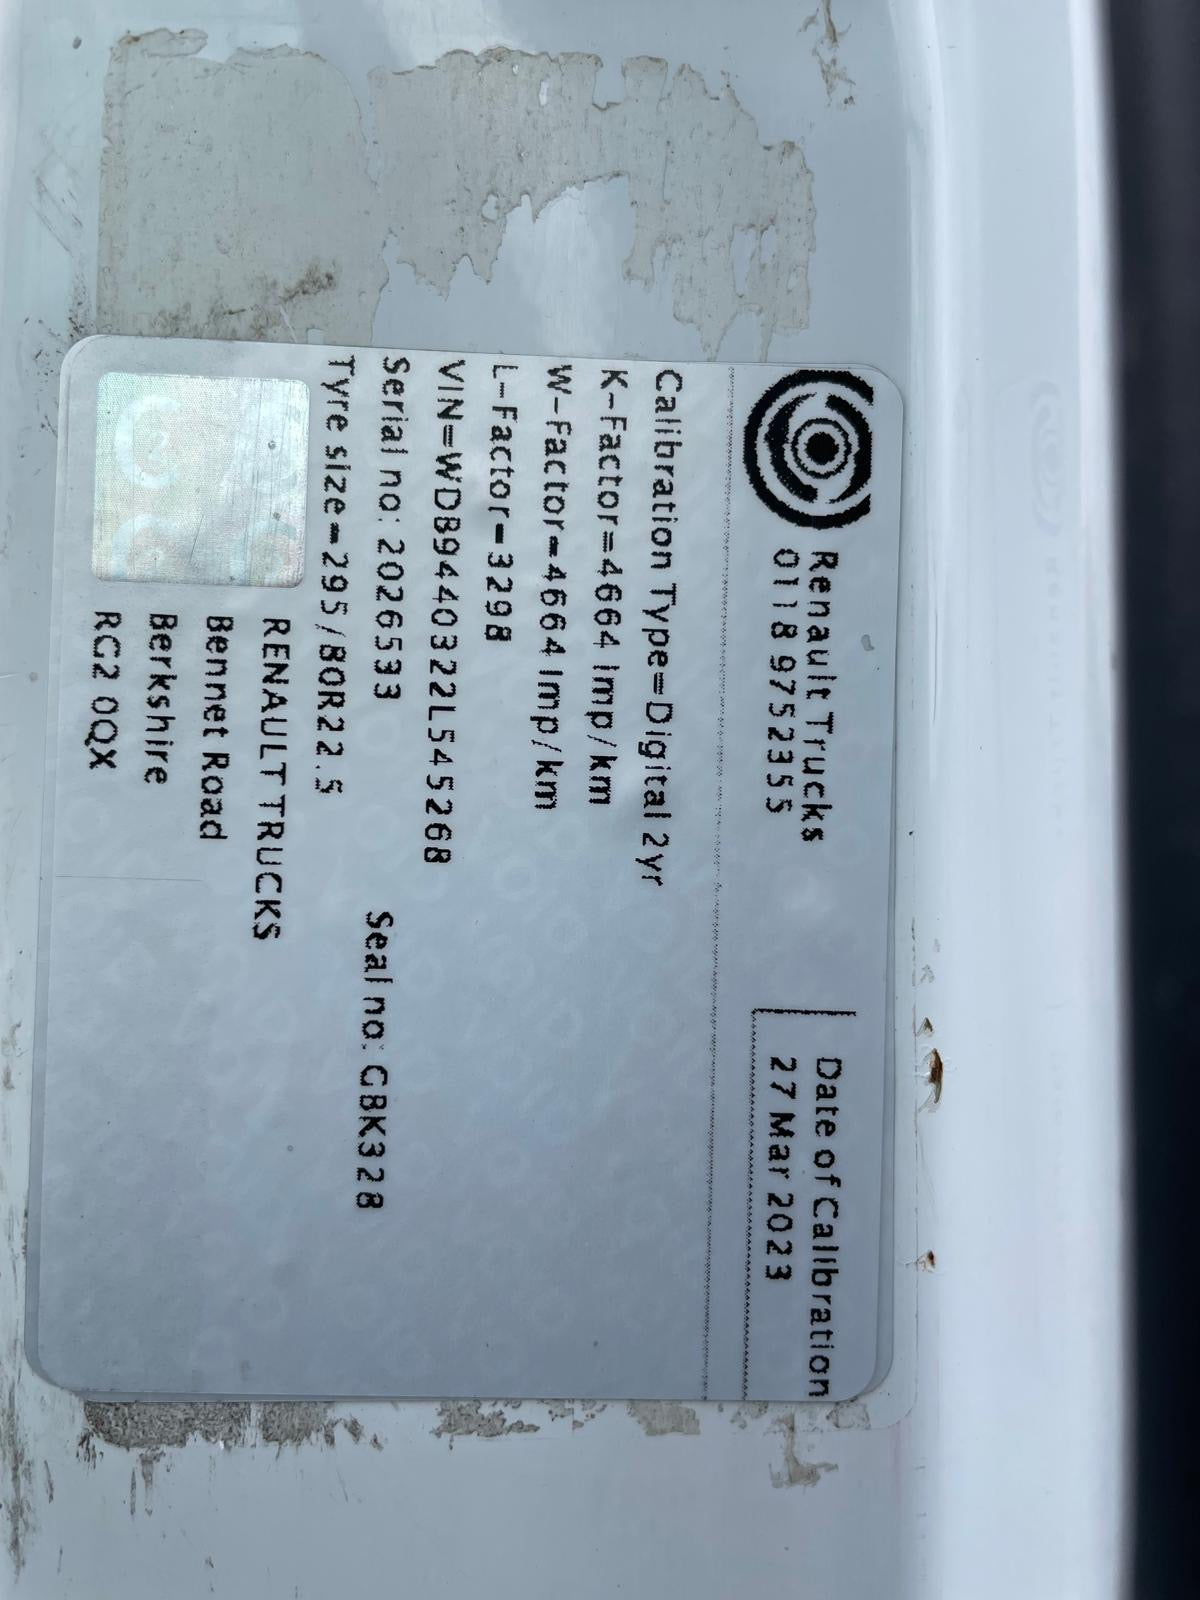 Renault Trucks
0118 9752355
Date of Calibration
27 Mar 2023
Calibration Type=Digital 2yr
K-Factor=4664 Imp/km
W-Factor=4664 Imp/km
L-Factor=3298
VIN=WDB9440322L545268
Serial no: 2026533
Seal no: GBK328
Tyre size=295/80R22.5
RENAULT TRUCKS
Bennet Road
Berkshire
RG2 0QX